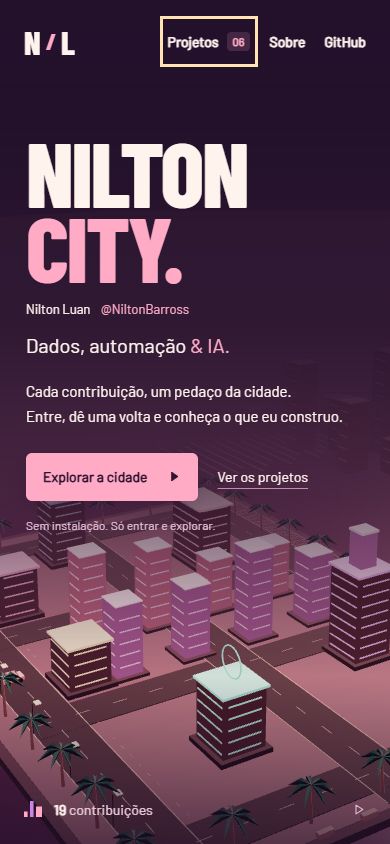 N / L
Projetos 06 Sobre GitHub
NILTON
CITY.
Nilton Luan @NiltonBarross
Dados, automação & IA.
Cada contribuição, um pedaço da cidade.
Entre, dê uma volta e conheça o que eu construo.
Explorar a cidade Ver os projetos
Sem instalação. Só entrar e explorar.
19 contribuições